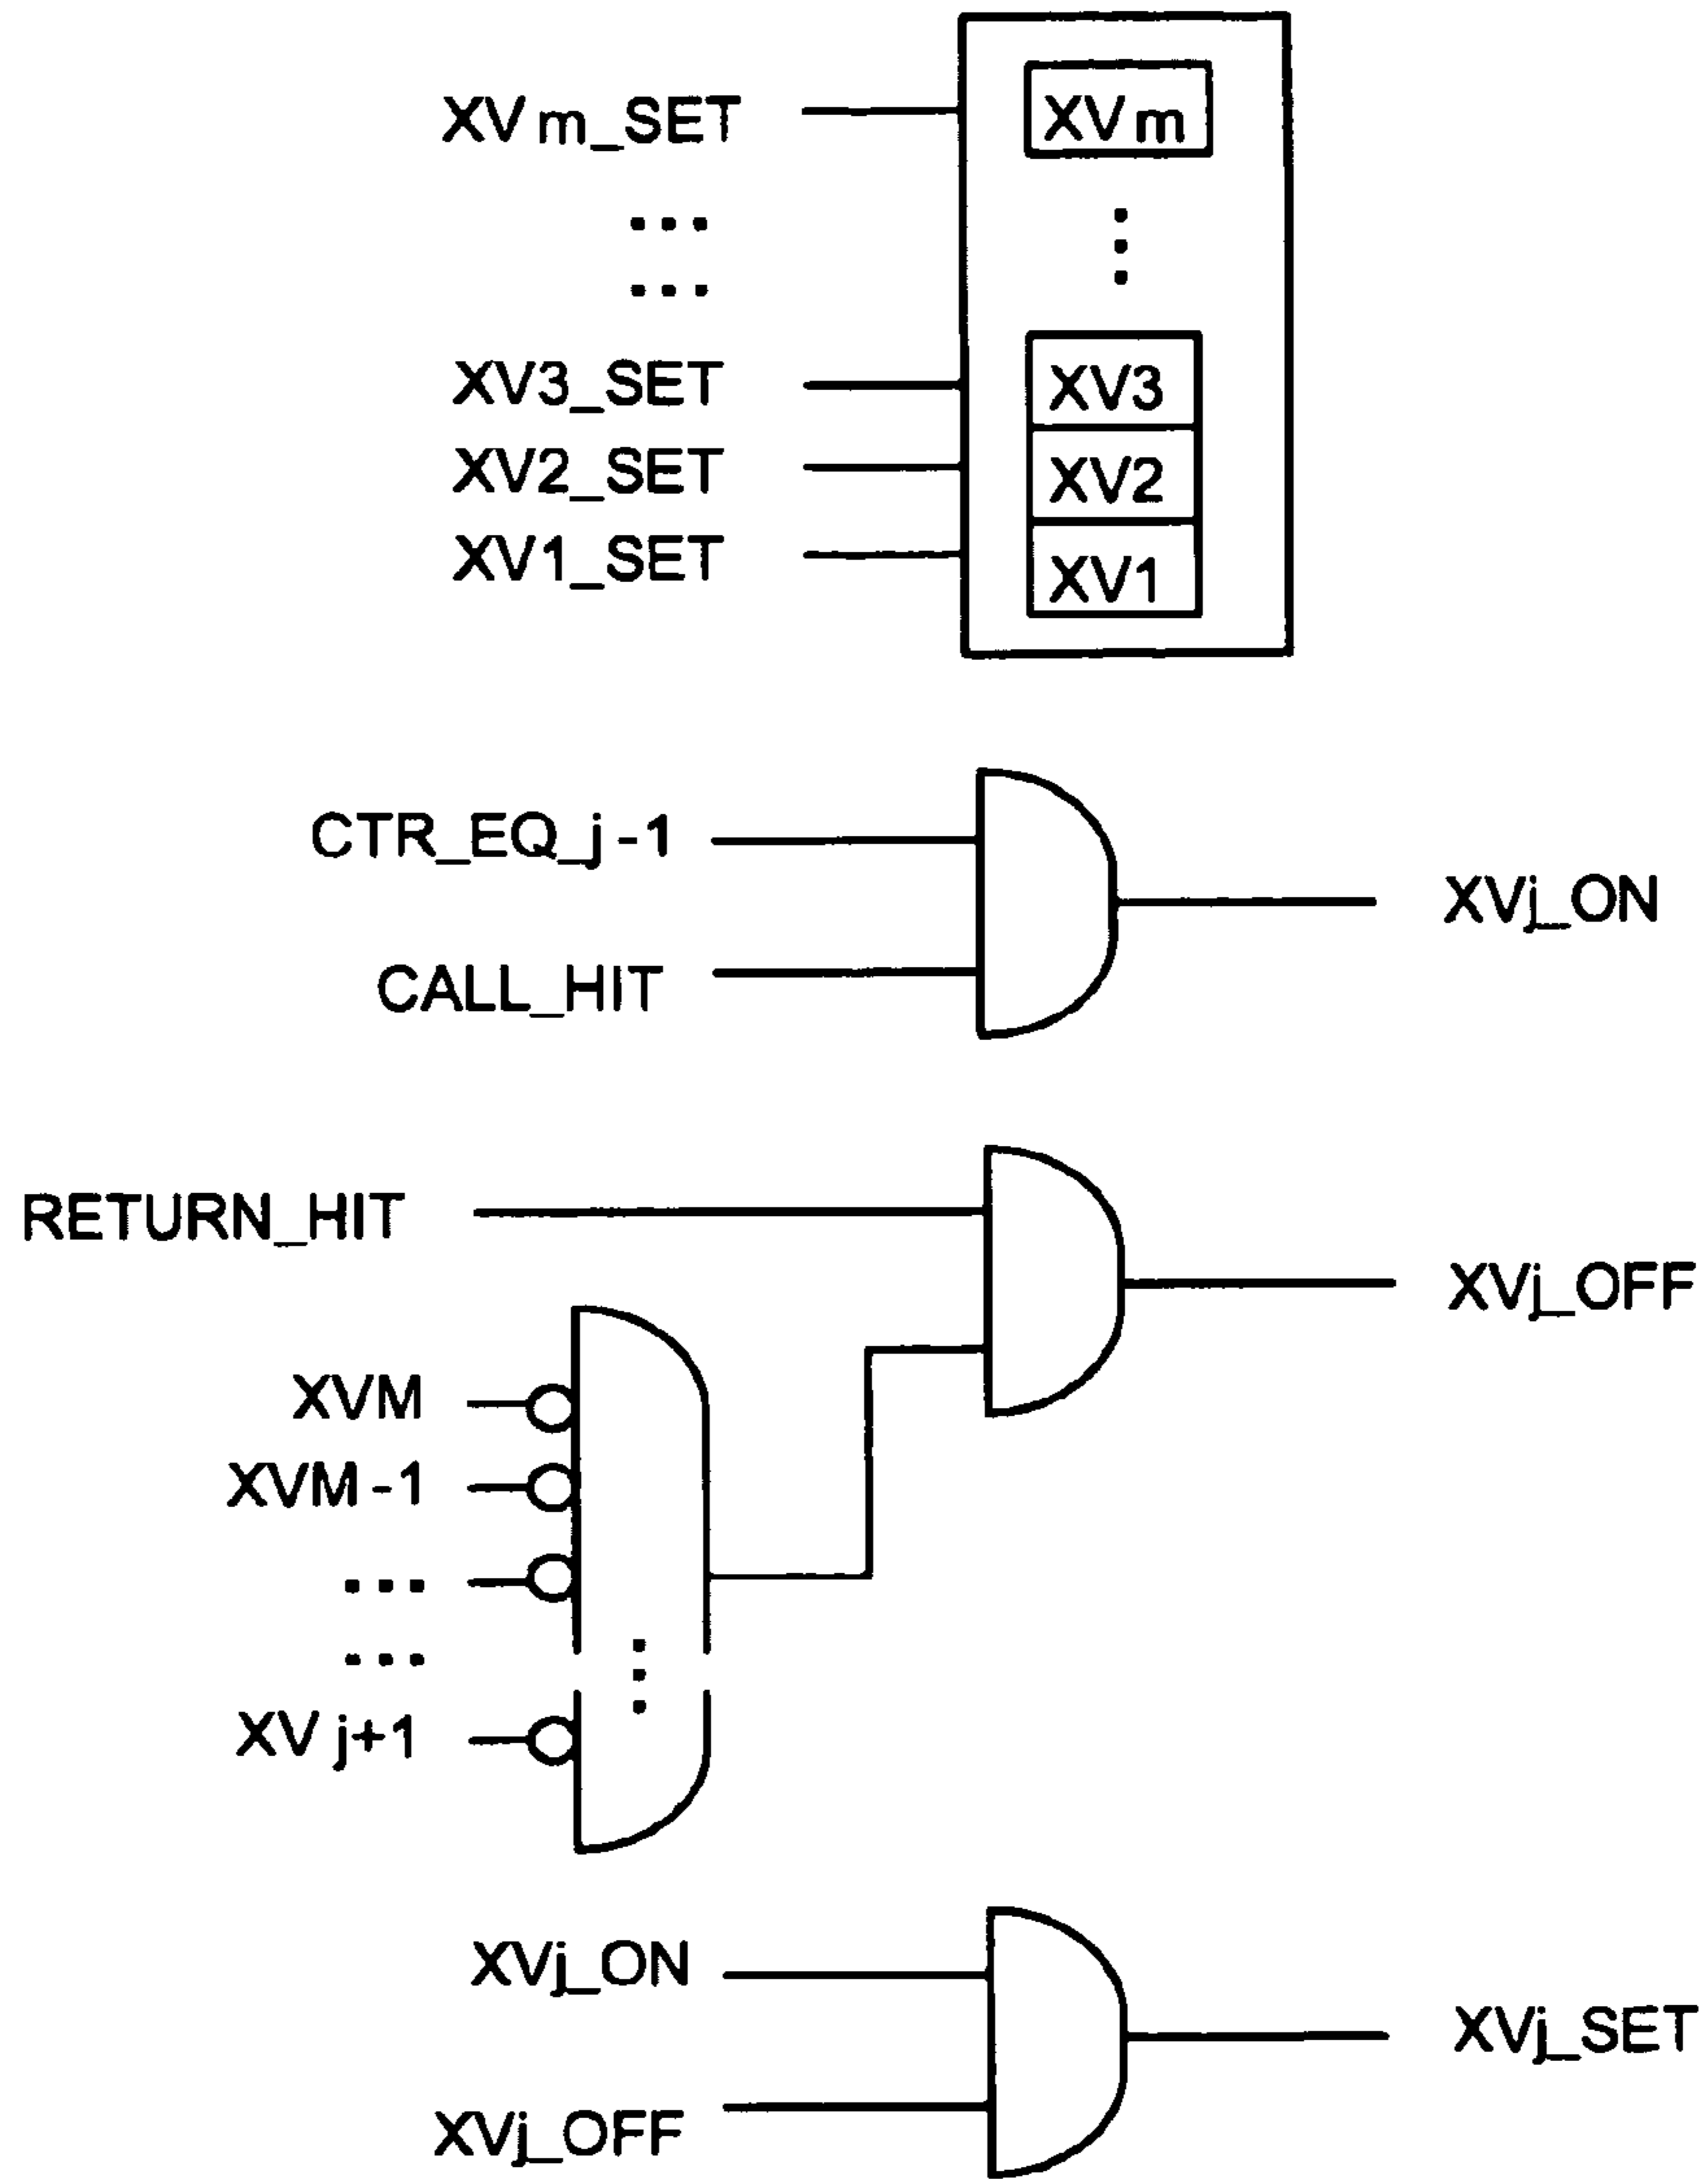 XVm_SET
XVm
...
...
XV3_SET
XV3
XV2_SET
XV2
XV1_SET
XV1
CTR_EQ_j-1
XVj_ON
CALL_HIT
RETURN_HIT
XVj_OFF
XVM
XVM-1
...
...
XVj+1
XVj_ON
XVj_SET
XVj_OFF